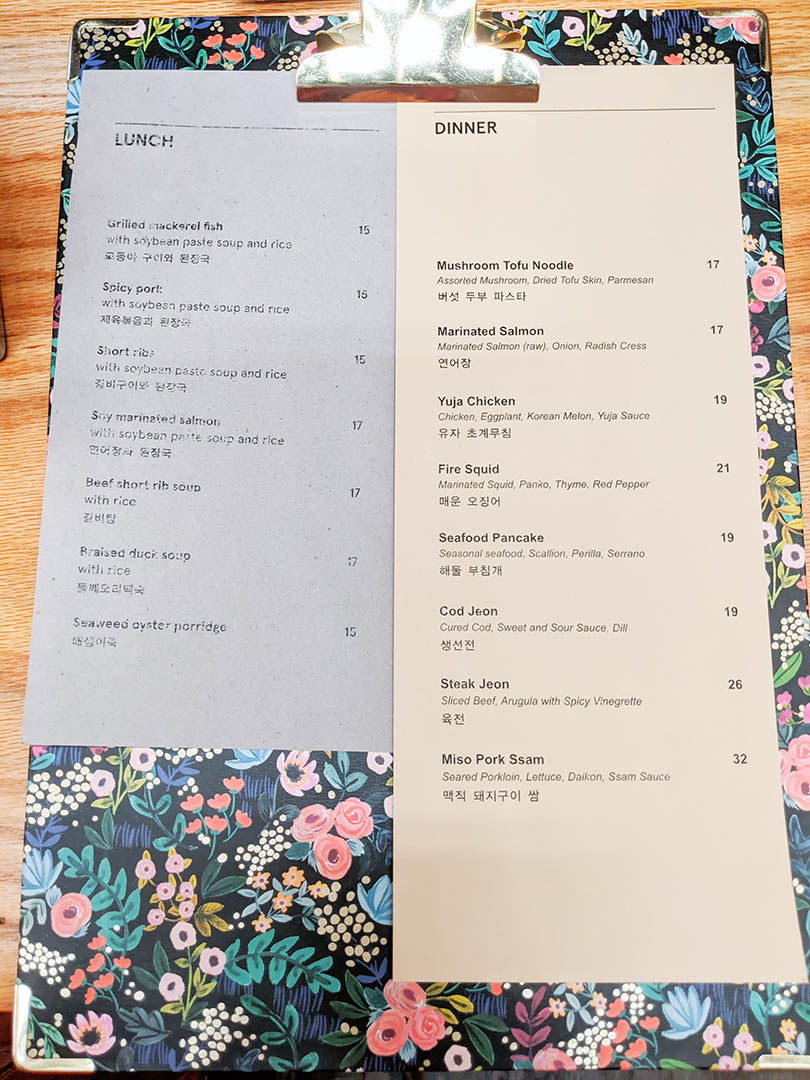 LUNCH
Grilled mackerel fish 15
with soybean paste soup and rice
고등어 구이와 된장국
Spicy pork 15
with soybean paste soup and rice
제육볶음과 된장국
Short ribs 15
with soybean paste soup and rice
갈비구이와 된장국
Soy marinated salmon 17
with soybean paste soup and rice
연어장과 된장국
Beef short rib soup 17
with rice
갈비탕
Braised duck soup 17
with rice
들깨오리백숙
Seaweed oyster porridge 15
매생이죽
DINNER
Mushroom Tofu Noodle 17
Assorted Mushroom, Dried Tofu Skin, Parmesan
버섯 두부 파스타
Marinated Salmon 17
Marinated Salmon (raw), Onion, Radish Cress
연어장
Yuja Chicken 19
Chicken, Eggplant, Korean Melon, Yuja Sauce
유자 초계무침
Fire Squid 21
Marinated Squid, Panko, Thyme, Red Pepper
매운 오징어
Seafood Pancake 19
Seasonal seafood, Scallion, Perilla, Serrano
해물 부침개
Cod Jeon 19
Cured Cod, Sweet and Sour Sauce, Dill
생선전
Steak Jeon 26
Sliced Beef, Arugula with Spicy Vinegrette
육전
Miso Pork Ssam 32
Seared Porkloin, Lettuce, Daikon, Ssam Sauce
맥적 돼지구이 쌈